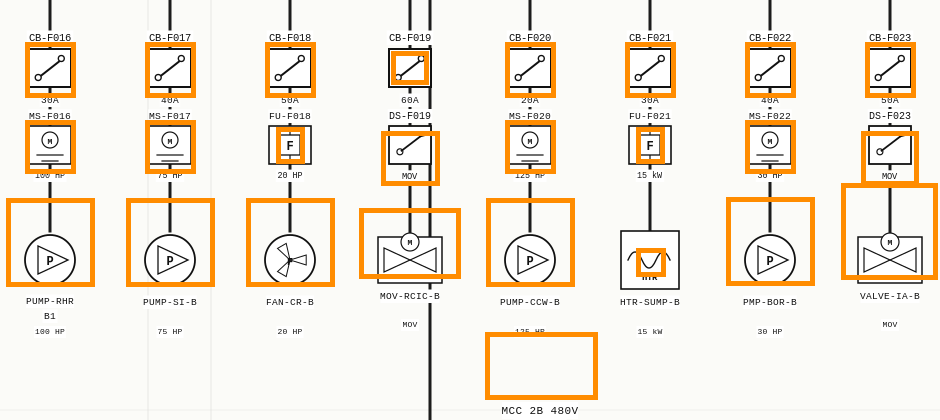 CB-F016 CB-F017 CB-F018 CB-F019 CB-F020 CB-F021 CB-F022 CB-F023
30A 40A 50A 60A 20A 30A 40A 50A
MS-F016 MS-F017 FU-F018 DS-F019 MS-F020 FU-F021 MS-F022 DS-F023
M M F M F M
100 HP 75 HP 20 HP MOV 125 HP 15 kW 30 HP MOV
M M
P P P P
HTR
PUMP-RHR PUMP-SI-B FAN-CR-B MOV-RCIC-B PUMP-CCW-B HTR-SUMP-B PMP-BOR-B VALVE-IA-B
B1
MOV MOV
100 HP 75 HP 20 HP 125 HP 15 kW 30 HP
MCC 2B 480V